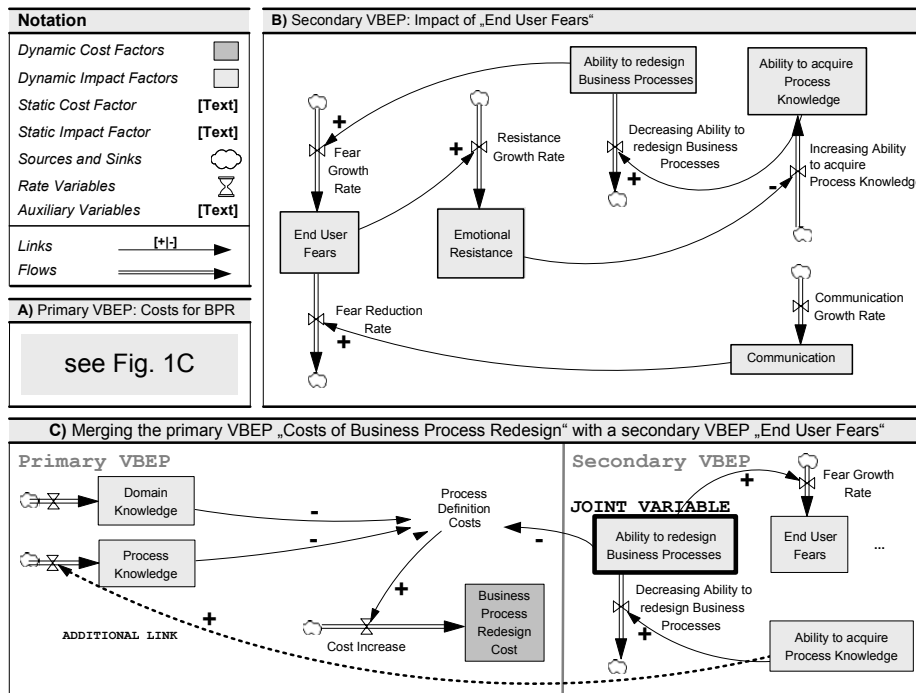 Notation
Dynamic Cost Factors
Dynamic Impact Factors
Static Cost Factor [Text]
Static Impact Factor [Text]
Sources and Sinks
Rate Variables
Auxiliary Variables [Text]
Links [+|-]
Flows
A) Primary VBEP: Costs for BPR
see Fig. 1C
B) Secondary VBEP: Impact of „End User Fears“
Ability to redesign
Business Processes
Ability to acquire
Process
Knowledge
+
Fear
Growth
Rate
+
Resistance
Growth Rate
Decreasing Ability to
redesign Business
Processes
+
Increasing Ability
to acquire
Process Knowledge
-
End User
Fears
Emotional
Resistance
Fear Reduction
Rate
+
Communication
Growth Rate
Communication
C) Merging the primary VBEP „Costs of Business Process Redesign“ with a secondary VBEP „End User Fears“
Primary VBEP
Domain
Knowledge
-
Process
Knowledge
-
Process
Definition
Costs
-
+
Cost Increase
Business
Process
Redesign
Cost
ADDITIONAL LINK
+
Secondary VBEP
+
Fear Growth
Rate
JOINT VARIABLE
Ability to redesign
Business Processes
End User
Fears
...
Decreasing Ability to
redesign Business
Processes
+
Ability to acquire
Process Knowledge